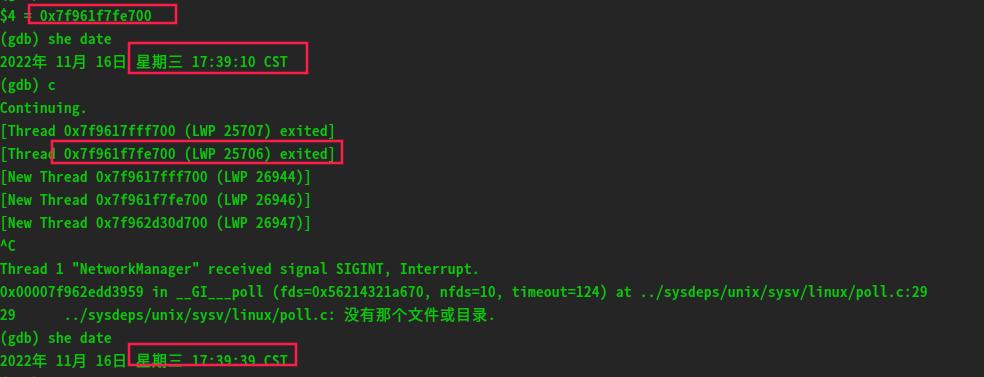 $4 = 0x7f961f7fe700
(gdb) she date
2022年 11月 16日 星期三 17:39:10 CST
(gdb) c
Continuing.
[Thread 0x7f9617fff700 (LWP 25707) exited]
[Thread 0x7f961f7fe700 (LWP 25706) exited]
[New Thread 0x7f9617fff700 (LWP 26944)]
[New Thread 0x7f961f7fe700 (LWP 26946)]
[New Thread 0x7f962d30d700 (LWP 26947)]
^C
Thread 1 "NetworkManager" received signal SIGINT, Interrupt.
0x00007f962edd3959 in __GI___poll (fds=0x56214321a670, nfds=10, timeout=124) at ../sysdeps/unix/sysv/linux/poll.c:29
29 ../sysdeps/unix/sysv/linux/poll.c: 没有那个文件或目录.
(gdb) she date
2022年 11月 16日 星期三 17:39:39 CST